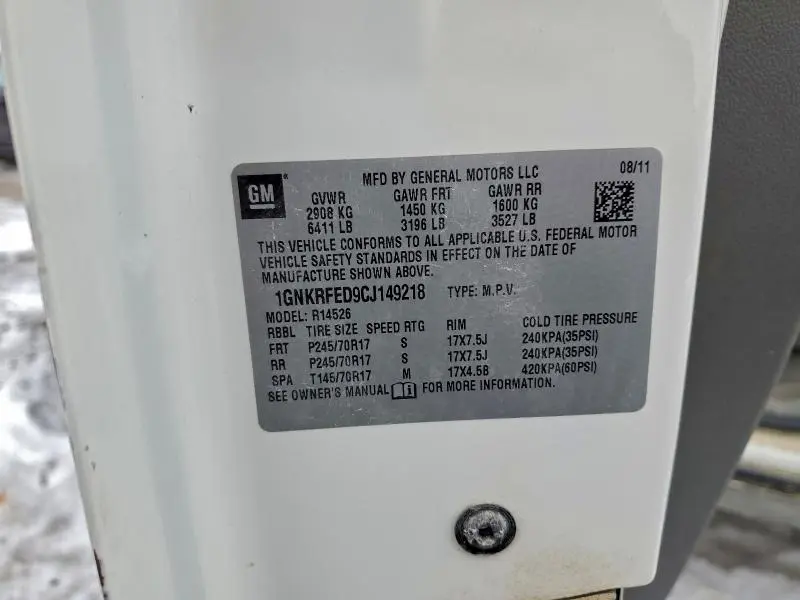 GM
MFD BY GENERAL MOTORS LLC 08/11
GVWR GAWR FRT GAWR RR
2908 KG 1450 KG 1600 KG
6411 LB 3196 LB 3527 LB
THIS VEHICLE CONFORMS TO ALL APPLICABLE U.S. FEDERAL MOTOR
VEHICLE SAFETY STANDARDS IN EFFECT ON THE DATE OF
MANUFACTURE SHOWN ABOVE.
1GNKRFED9CJ149218 TYPE: M.P.V.
MODEL: R14526
RBBL TIRE SIZE SPEED RTG RIM COLD TIRE PRESSURE
FRT P245/70R17 S 17X7.5J 240KPA(35PSI)
RR P245/70R17 S 17X7.5J 240KPA(35PSI)
SPA T145/70R17 M 17X4.5B 420KPA(60PSI)
SEE OWNER'S MANUAL FOR MORE INFORMATION.